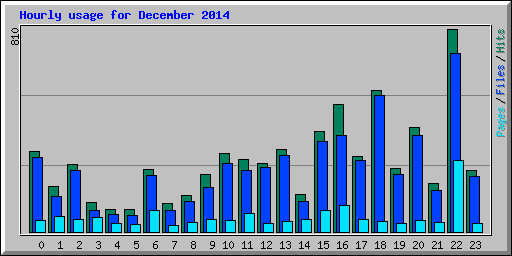 Hourly usage for December 2014
810
Pages/Files/Hits
0 1 2 3 4 5 6 7 8 9 10 11 12 13 14 15 16 17 18 19 20 21 22 23